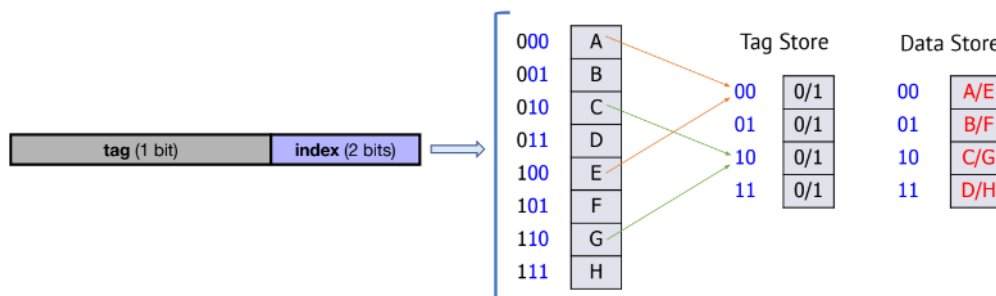 tag (1 bit) index (2 bits)
000 A
001 B
010 C
011 D
100 E
101 F
110 G
111 H
Tag Store
00 0/1
01 0/1
10 0/1
11 0/1
Data Store
00 A/E
01 B/F
10 C/G
11 D/H